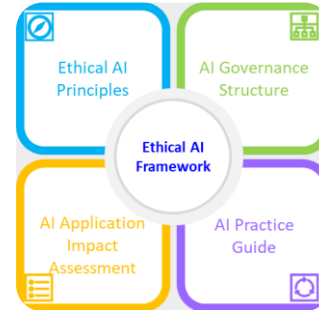 Ethical AI
Principles
AI Governance
Structure
Ethical AI
Framework
AI Application
Impact
Assessment
AI Practice
Guide